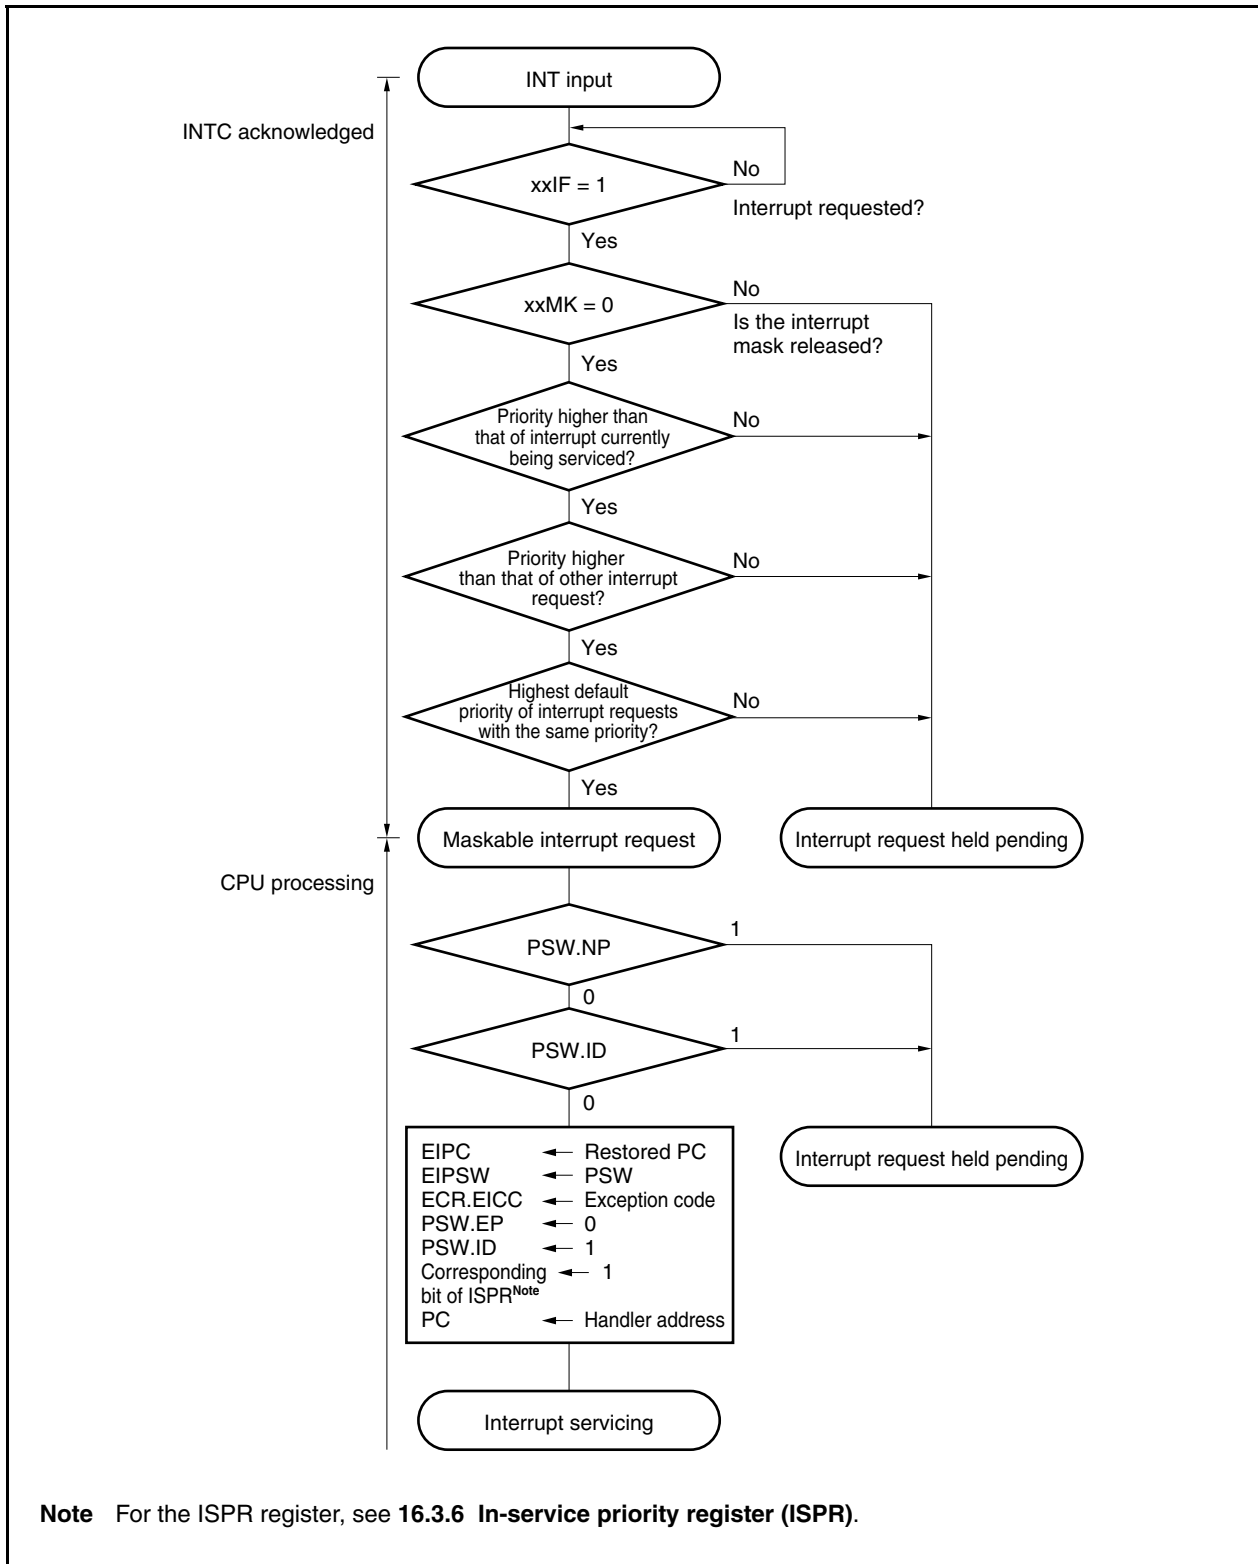 INT input
INTC acknowledged
xxIF = 1
No
Interrupt requested?
Yes
xxMK = 0
No
Is the interrupt
mask released?
Yes
Priority higher than
that of interrupt currently
being serviced?
No
Yes
Priority higher
than that of other interrupt
request?
No
Yes
Highest default
priority of interrupt requests
with the same priority?
No
Yes
Maskable interrupt request
Interrupt request held pending
CPU processing
PSW.NP
1
0
PSW.ID
1
0
Interrupt request held pending
EIPC ← Restored PC
EIPSW ← PSW
ECR.EICC ← Exception code
PSW.EP ← 0
PSW.ID ← 1
Corresponding ← 1
bit of ISPRNote
PC ← Handler address
Interrupt servicing
Note For the ISPR register, see 16.3.6 In-service priority register (ISPR).